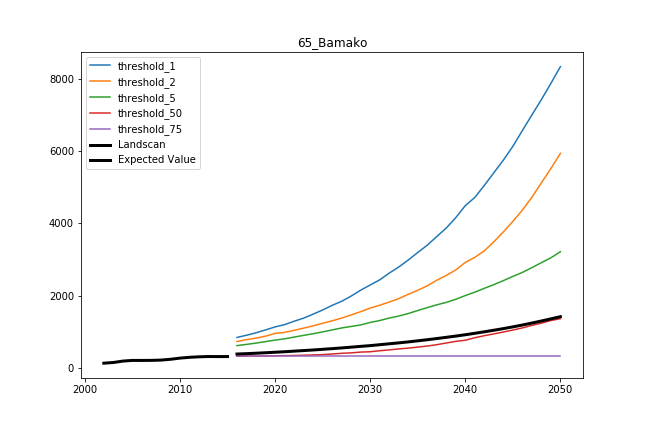 65_Bamako
threshold_1
threshold_2
threshold_5
threshold_50
threshold_75
Landscan
Expected Value
8000
6000
4000
2000
0
2000 2010 2020 2030 2040 2050